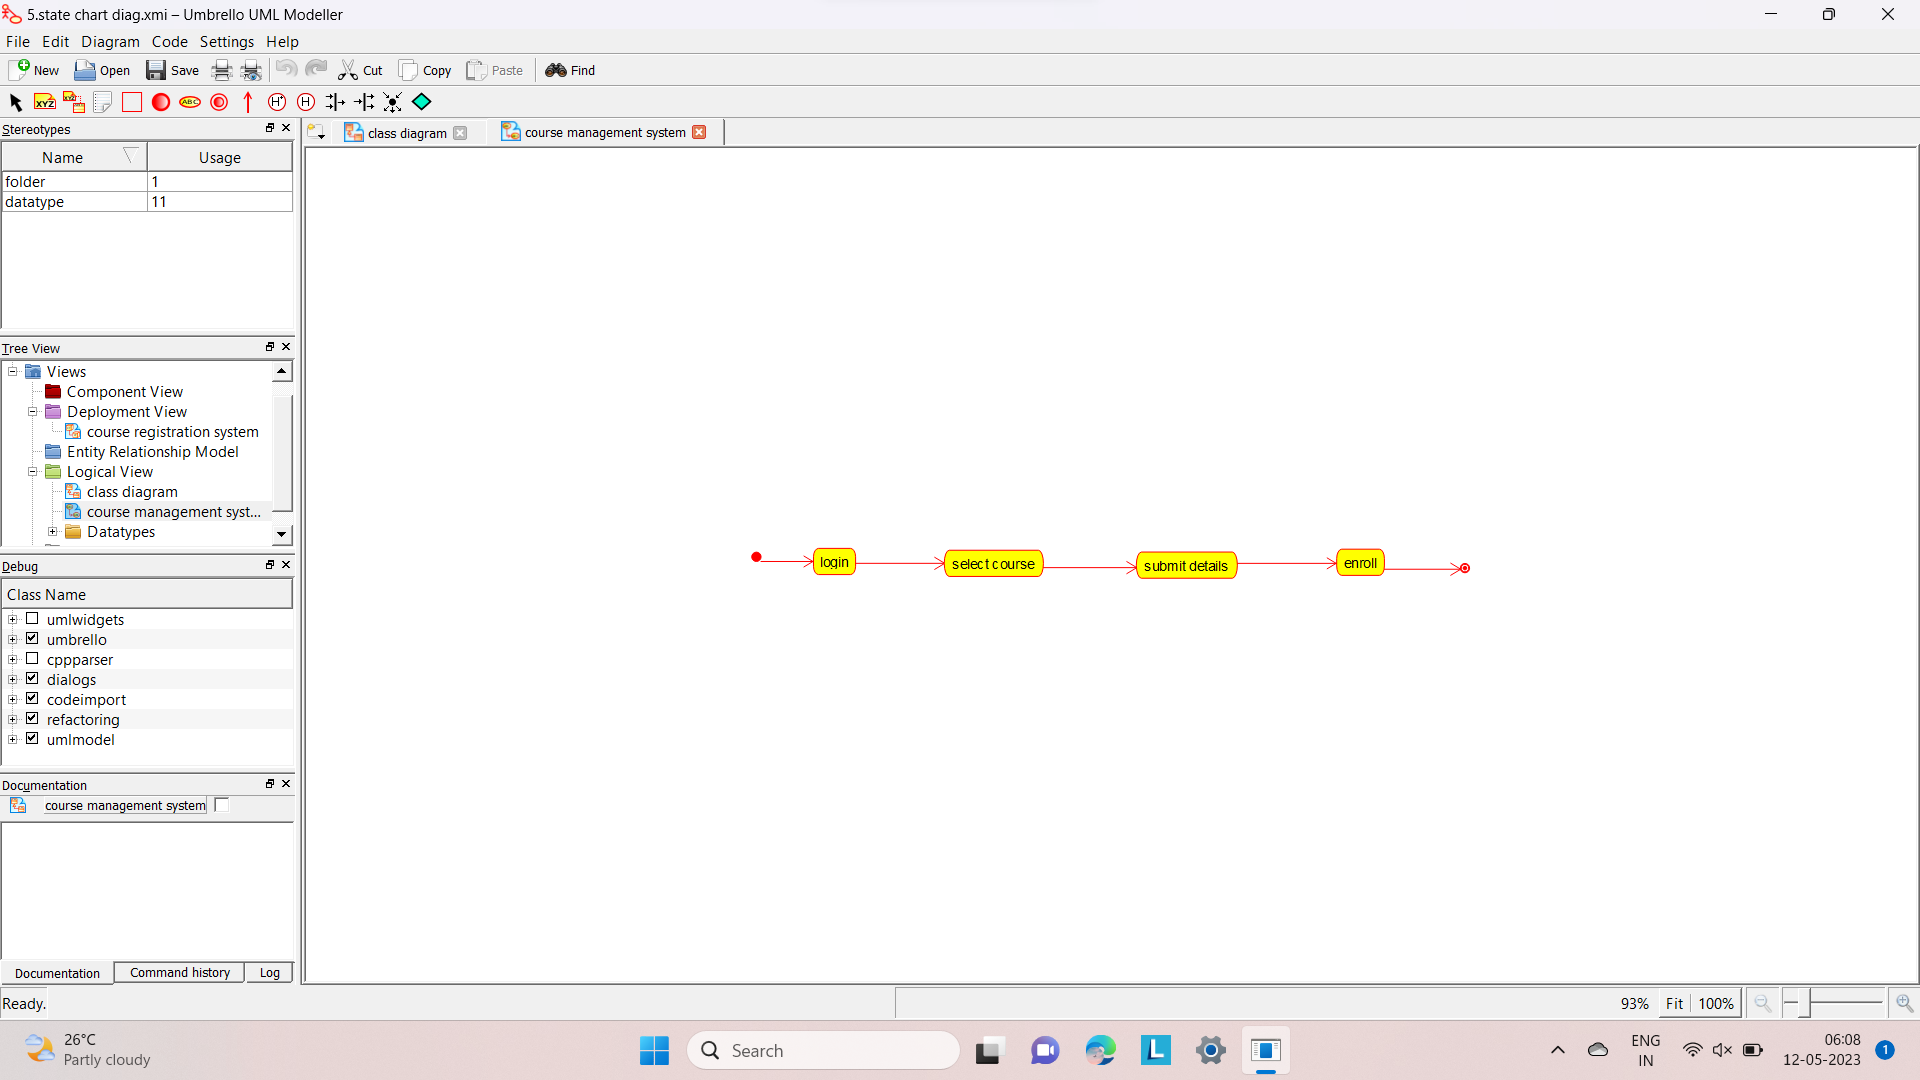 5.state chart diag.xmi – Umbrello UML Modeller
File Edit Diagram Code Settings Help
New Open Save Cut Copy Paste Find
XYZ XYZ ABC H* H
Stereotypes
Name Usage
folder 1
datatype 11
class diagram course management system
Tree View
Views
Component View
Deployment View
course registration system
Entity Relationship Model
Logical View
class diagram
course management syst...
Datatypes
login select course submit details enroll
Debug
Class Name
umlwidgets
umbrello
cppparser
dialogs
codeimport
refactoring
umlmodel
Documentation
course management system
Documentation Command history Log
Ready. 93% Fit 100%
26°C
Partly cloudy
Search
L
ENG
IN
06:08
12-05-2023
1